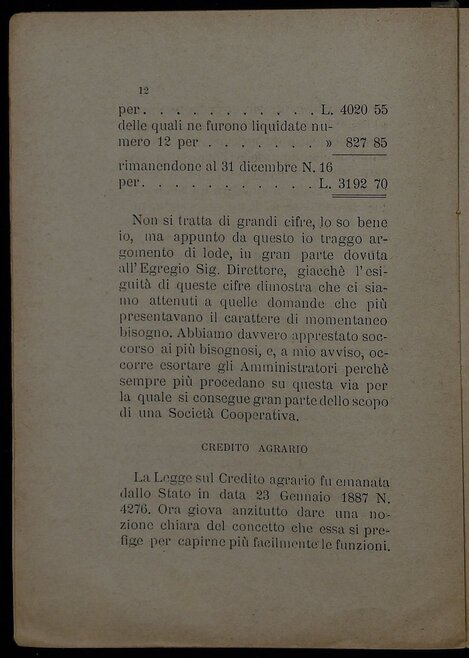 12
per. . . . . . . . . . . L. 4020 55
delle quali ne furono liquidate nu-
mero 12 per . . . . . . . » 827 85
rimanendone al 31 dicembre N. 16
per. . . . . . . . . . . L. 3192 70
Non si tratta di grandi cifre, lo so bene
io, ma appunto da questo io traggo ar-
gomento di lode, in gran parte dovuta
all'Egregio Sig. Direttore, giacchè l'esi-
guità di queste cifre dimostra che ci sia-
mo attenuti a quelle domande che più
presentavano il carattere di momentaneo
bisogno. Abbiamo davvero apprestato soc-
corso ai più bisognosi, e, a mio avviso, oc-
corre esortare gli Amministratori perchè
sempre più procedano su questa via per
la quale si consegue gran parte dello scopo
di una Società Cooperativa.
CREDITO AGRARIO
La Legge sul Credito agrario fu emanata
dallo Stato in data 23 Gennaio 1887 N.
4276. Ora giova anzitutto dare una no-
zione chiara del concetto che essa si pre-
fige per capirne più facilmente le funzioni.